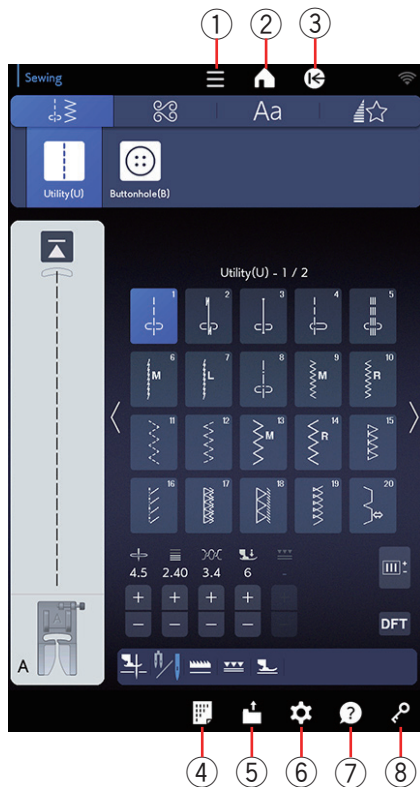 1 2 3
Sewing
Aa
Utility(U) Buttonhole(B)
Utility(U) - 1 / 2
1 2 3 4 5
6 M 7 L 8 9 M 10 R
11 12 13 M 14 R 15
16 17 18 19 20
4.5 2.40 3.4 6 -
+ + + +
- - - -
DFT
A
A
4 5 6 7 8